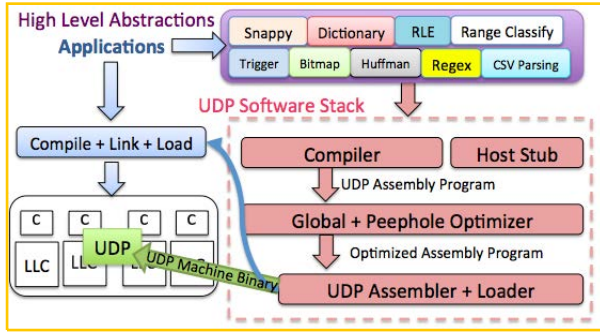 High Level Abstractions
Applications
Snappy
Dictionary
RLE
Range Classify
Trigger
Bitmap
Huffman
Regex
CSV Parsing
UDP Software Stack
Compile + Link + Load
Compiler
Host Stub
UDP Assembly Program
Global + Peephole Optimizer
Optimized Assembly Program
UDP Assembler + Loader
C
C
C
C
UDP
LLC
LLC
LLC
LLC
UDP Machine Binary